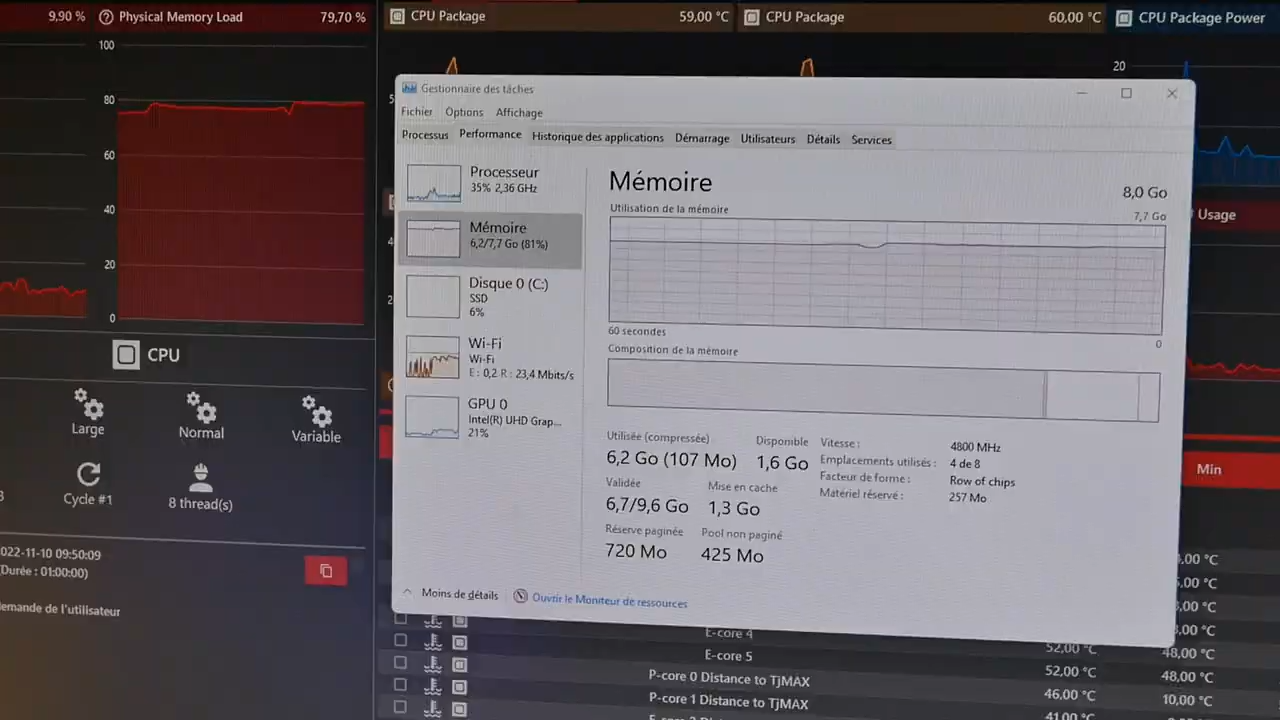 9,90 %
Physical Memory Load
79,70 %
CPU Package
59,00 °C
CPU Package
60,00 °C
CPU Package Power
100
80
60
40
20
0
20
Gestionnaire des tâches
Fichier
Options
Affichage
Processus
Performance
Historique des applications
Démarrage
Utilisateurs
Détails
Services
Processeur
35% 2,36 GHz
Mémoire
6,2/7,7 Go (81%)
Disque 0 (C:)
SSD
6%
Wi-Fi
Wi-Fi
E : 0,2 R : 23,4 Mbits/s
GPU 0
Intel(R) UHD Grap...
21%
Mémoire
8,0 Go
Utilisation de la mémoire
7,7 Go
60 secondes
0
Composition de la mémoire
Utilisée (compressée)
6,2 Go (107 Mo)
Disponible
1,6 Go
Validée
6,7/9,6 Go
Mise en cache
1,3 Go
Réserve paginée
720 Mo
Pool non paginé
425 Mo
Vitesse :
4800 MHz
Emplacements utilisés :
4 de 8
Facteur de forme :
Row of chips
Matériel réservé :
257 Mo
Moins de détails
Ouvrir le Moniteur de ressources
Usage
Min
CPU
Large
Normal
Variable
Cycle #1
8 thread(s)
2022-11-10 09:50:09
(Durée : 01:00:00)
demande de l'utilisateur
E-core 4
52,00 °C
48,00 °C
E-core 5
52,00 °C
48,00 °C
P-core 0 Distance to TjMAX
46,00 °C
10,00 °C
P-core 1 Distance to TjMAX